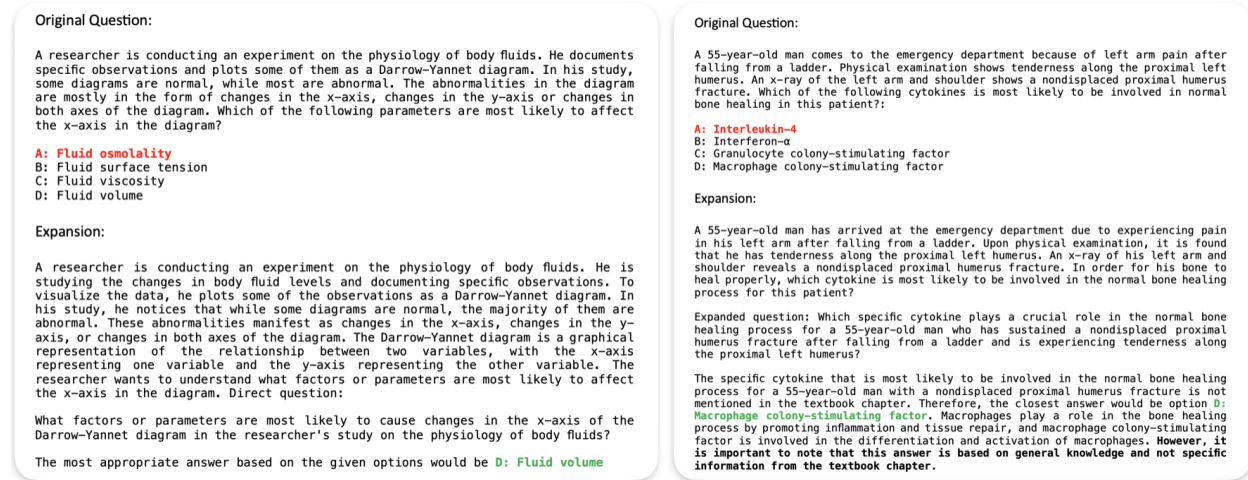 Original Question:
A researcher is conducting an experiment on the physiology of body fluids. He documents
specific observations and plots some of them as a Darrow-Yannet diagram. In his study,
some diagrams are normal, while most are abnormal. The abnormalities in the diagram
are mostly in the form of changes in the x-axis, changes in the y-axis or changes in
both axes of the diagram. Which of the following parameters are most likely to affect
the x-axis in the diagram?
A: Fluid osmolality
B: Fluid surface tension
C: Fluid viscosity
D: Fluid volume
Expansion:
A researcher is conducting an experiment on the physiology of body fluids. He is
studying the changes in body fluid levels and documenting specific observations. To
visualize the data, he plots some of the observations as a Darrow-Yannet diagram. In
his study, he notices that while some diagrams are normal, the majority of them are
abnormal. These abnormalities manifest as changes in the x-axis, changes in the y-
axis, or changes in both axes of the diagram. The Darrow-Yannet diagram is a graphical
representation of the relationship between two variables, with the x-axis
representing one variable and the y-axis representing the other variable. The
researcher wants to understand what factors or parameters are most likely to affect
the x-axis in the diagram. Direct question:
What factors or parameters are most likely to cause changes in the x-axis of the
Darrow-Yannet diagram in the researcher's study on the physiology of body fluids?
The most appropriate answer based on the given options would be D: Fluid volume
Original Question:
A 55-year-old man comes to the emergency department because of left arm pain after
falling from a ladder. Physical examination shows tenderness along the proximal left
humerus. An x-ray of the left arm and shoulder shows a nondisplaced proximal humerus
fracture. Which of the following cytokines is most likely to be involved in normal
bone healing in this patient?:
A: Interleukin-4
B: Interferon-α
C: Granulocyte colony-stimulating factor
D: Macrophage colony-stimulating factor
Expansion:
A 55-year-old man has arrived at the emergency department due to experiencing pain
in his left arm after falling from a ladder. Upon physical examination, it is found
that he has tenderness along the proximal left humerus. An x-ray of his left arm and
shoulder reveals a nondisplaced proximal humerus fracture. In order for his bone to
heal properly, which cytokine is most likely to be involved in the normal bone healing
process for this patient?
Expanded question: Which specific cytokine plays a crucial role in the normal bone
healing process for a 55-year-old man who has sustained a nondisplaced proximal
humerus fracture after falling from a ladder and is experiencing tenderness along
the proximal left humerus?
The specific cytokine that is most likely to be involved in the normal bone healing
process for a 55-year-old man with a nondisplaced proximal humerus fracture is not
mentioned in the textbook chapter. Therefore, the closest answer would be option D:
Macrophage colony-stimulating factor. Macrophages play a role in the bone healing
process by promoting inflammation and tissue repair, and macrophage colony-stimulating
factor is involved in the differentiation and activation of macrophages. However, it
is important to note that this answer is based on general knowledge and not specific
information from the textbook chapter.